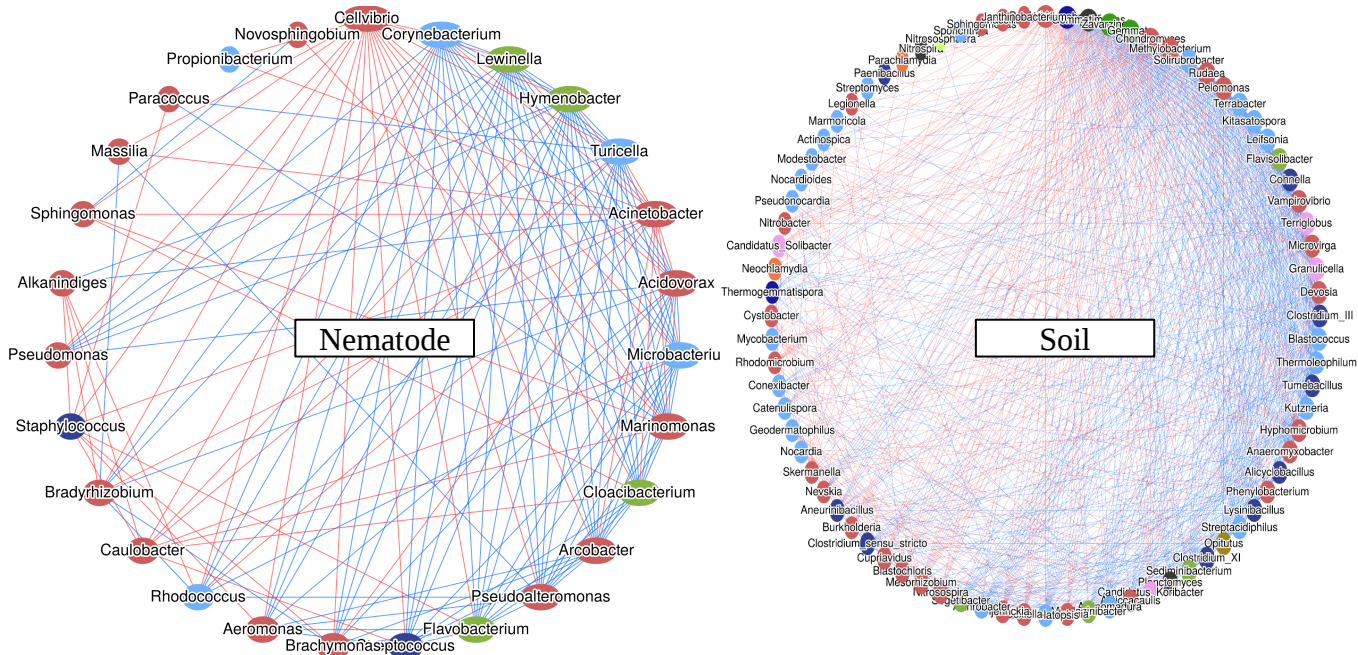 Cellvibrio
Novosphingobium
Corynebacterium
Propionibacterium
Lewinella
Paracoccus
Hymenobacter
Massilia
Turicella
Sphingomonas
Acinetobacter
Alkanindiges
Acidovorax
Nematode
Pseudomonas
Microbacteriu
Staphylococcus
Marinomonas
Bradyrhizobium
Cloacibacterium
Caulobacter
Arcobacter
Rhodococcus
Pseudoalteromonas
Aeromonas
Flavobacterium
Brachymonas
Nitrososphaera
Nitrospira
Parachlamydia
Paenibacillus
Streptomyces
Legionella
Marmoricola
Actinospica
Modestobacter
Nocardioides
Pseudonocardia
Nitrobacter
Candidatus_Solibacter
Neochlamydia
Thermogemmatispora
Cystobacter
Mycobacterium
Rhodomicrobium
Conexibacter
Catenulispora
Geodermatophilus
Nocardia
Skermanella
Nevskia
Aneurinibacillus
Burkholderia
Clostridium_sensu_stricto
Cupriavidus
Blastochloris
Mesorhizobium
Nitrosospira
Soil
Chondromyces
Methylobacterium
Solirubrobacter
Rudaea
Pelomonas
Terrabacter
Kitasatospora
Leifsonia
Flavisolibacter
Cohnella
Vampirovibrio
Terriglobus
Microvirga
Granulicella
Devosia
Clostridium_III
Blastococcus
Thermoleophilum
Tumebacillus
Kutzneria
Hyphomicrobium
Anaeromyxobacter
Alicyclobacillus
Phenylobacterium
Lysinibacillus
Streptacidiphilus
Opitutus
Clostridium_XI
Sediminibacterium